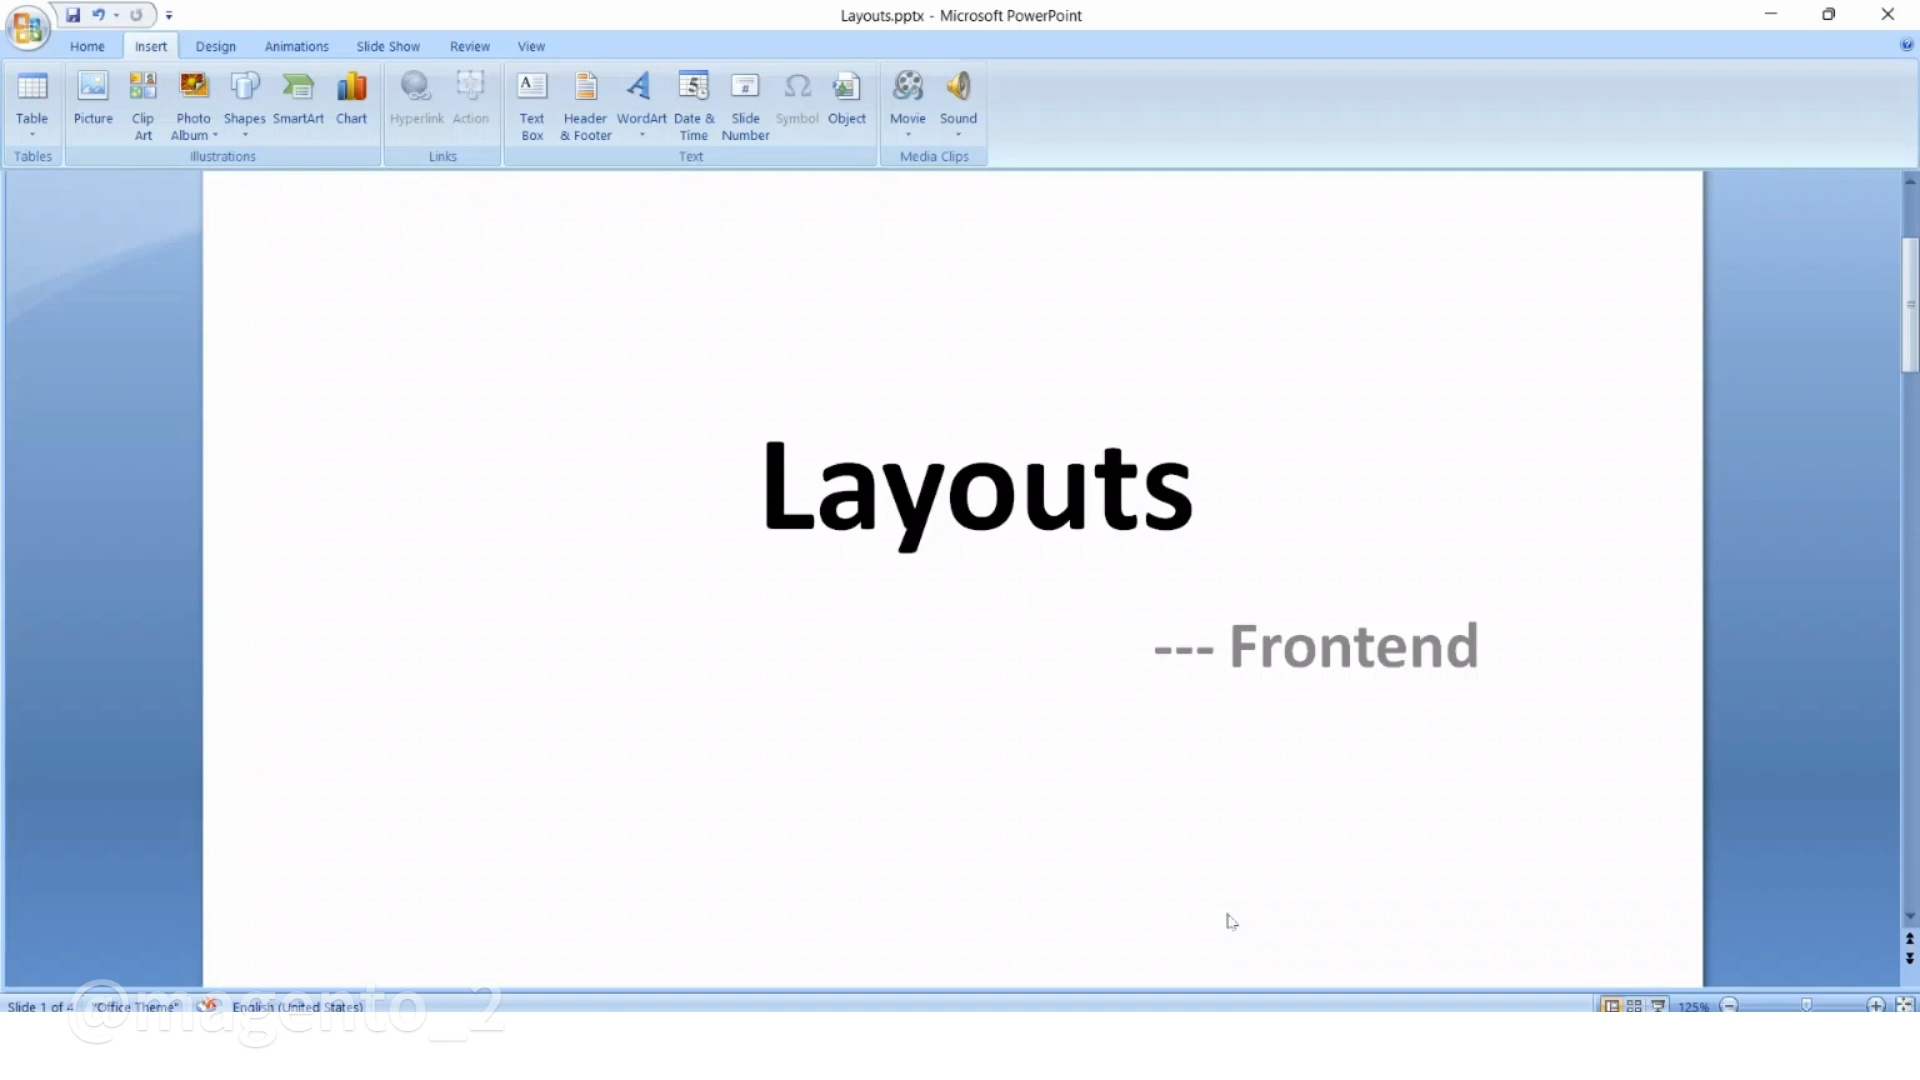 Layouts.pptx - Microsoft PowerPoint
Home Insert Design Animations Slide Show Review View
Table Picture Clip Art Photo Album Shapes SmartArt Chart Hyperlink Action Text Box Header & Footer WordArt Date & Time Slide Number Symbol Object Movie Sound
Tables Illustrations Links Text Media Clips
Layouts
--- Frontend
Slide 1 of 4 "Office Theme" English (United States) 125%
@magento_2